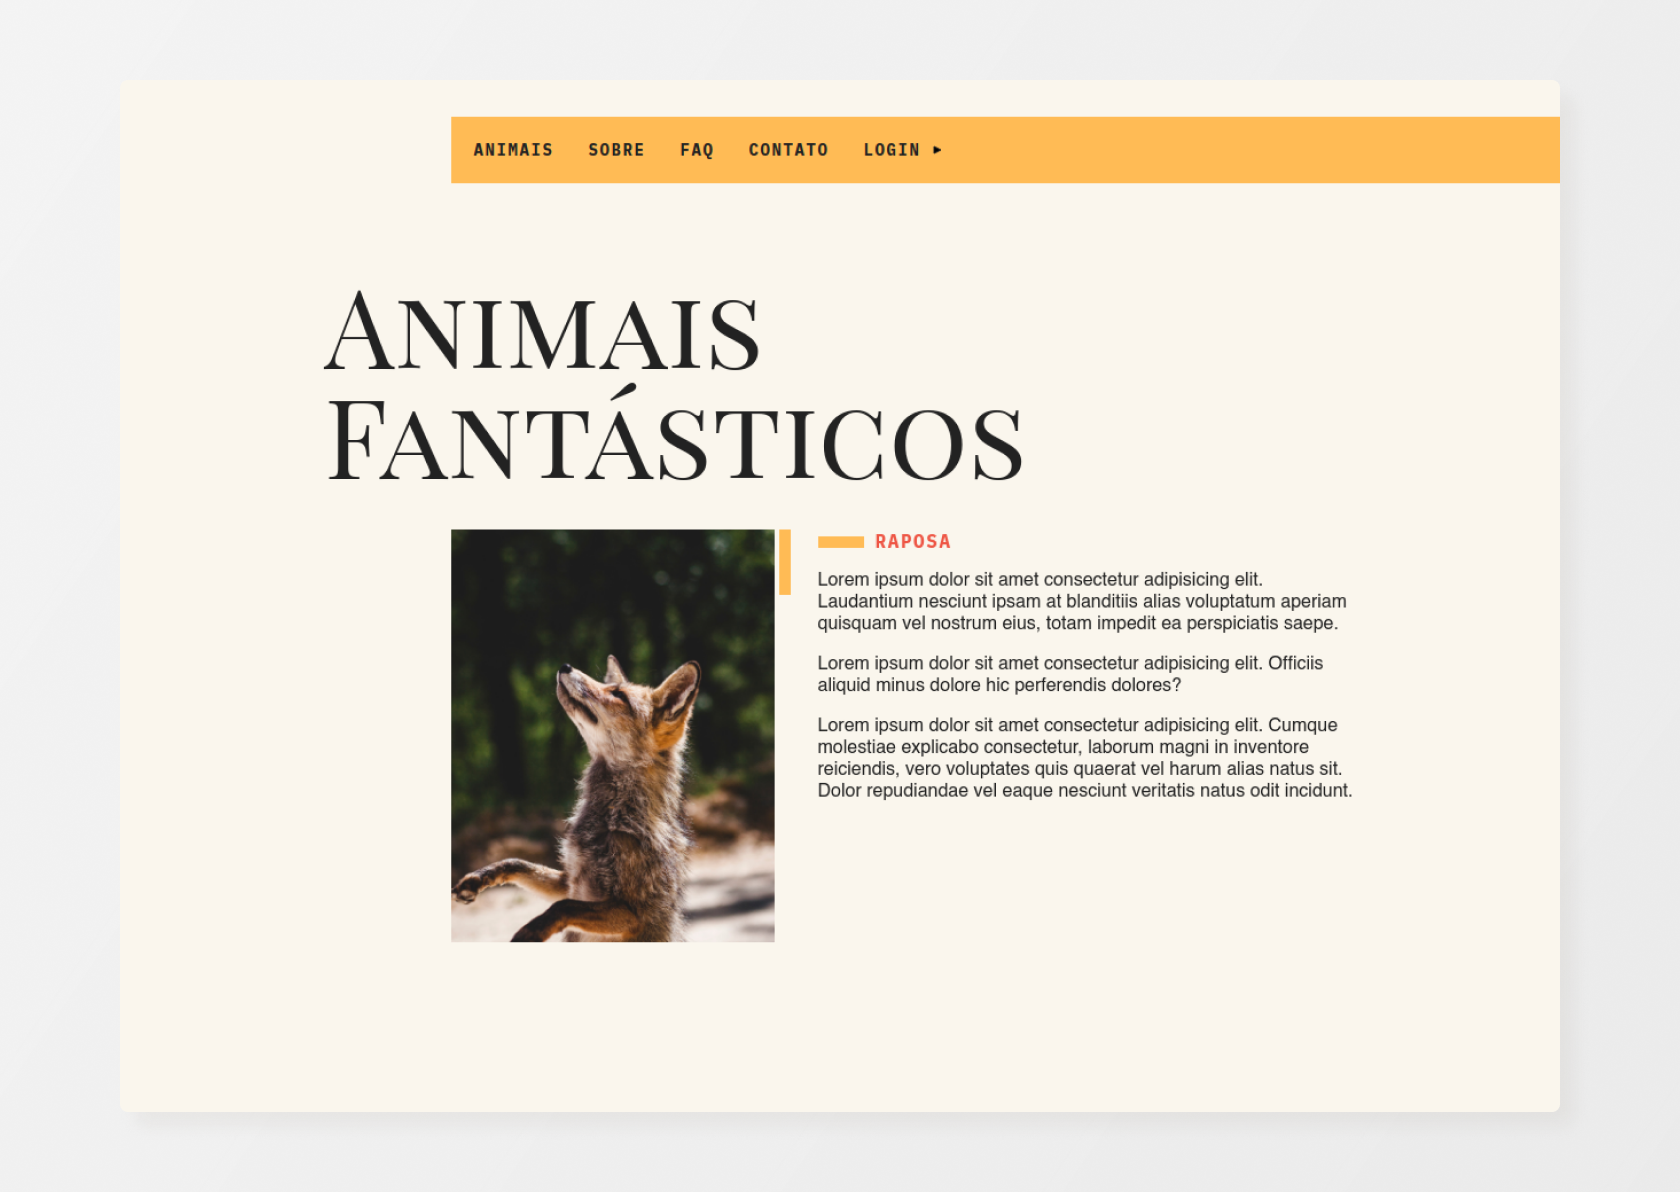 ANIMAIS SOBRE FAQ CONTATO LOGIN ▸
ANIMAIS
FANTÁSTICOS
RAPOSA
Lorem ipsum dolor sit amet consectetur adipisicing elit.
Laudantium nesciunt ipsam at blanditiis alias voluptatum aperiam
quisquam vel nostrum eius, totam impedit ea perspiciatis saepe.
Lorem ipsum dolor sit amet consectetur adipisicing elit. Officiis
aliquid minus dolore hic perferendis dolores?
Lorem ipsum dolor sit amet consectetur adipisicing elit. Cumque
molestiae explicabo consectetur, laborum magni in inventore
reiciendis, vero voluptates quis quaerat vel harum alias natus sit.
Dolor repudiandae vel eaque nesciunt veritatis natus odit incidunt.